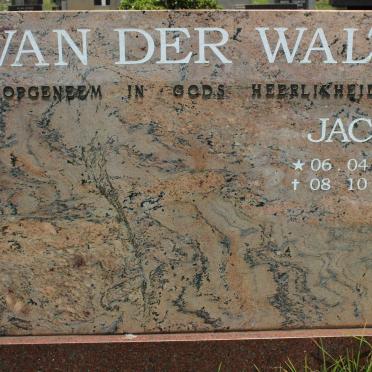 VAN DER WAL
OPGENEEM IN GODS HEERLIKHEID
JAC
★ 06 . 04
† 08 10